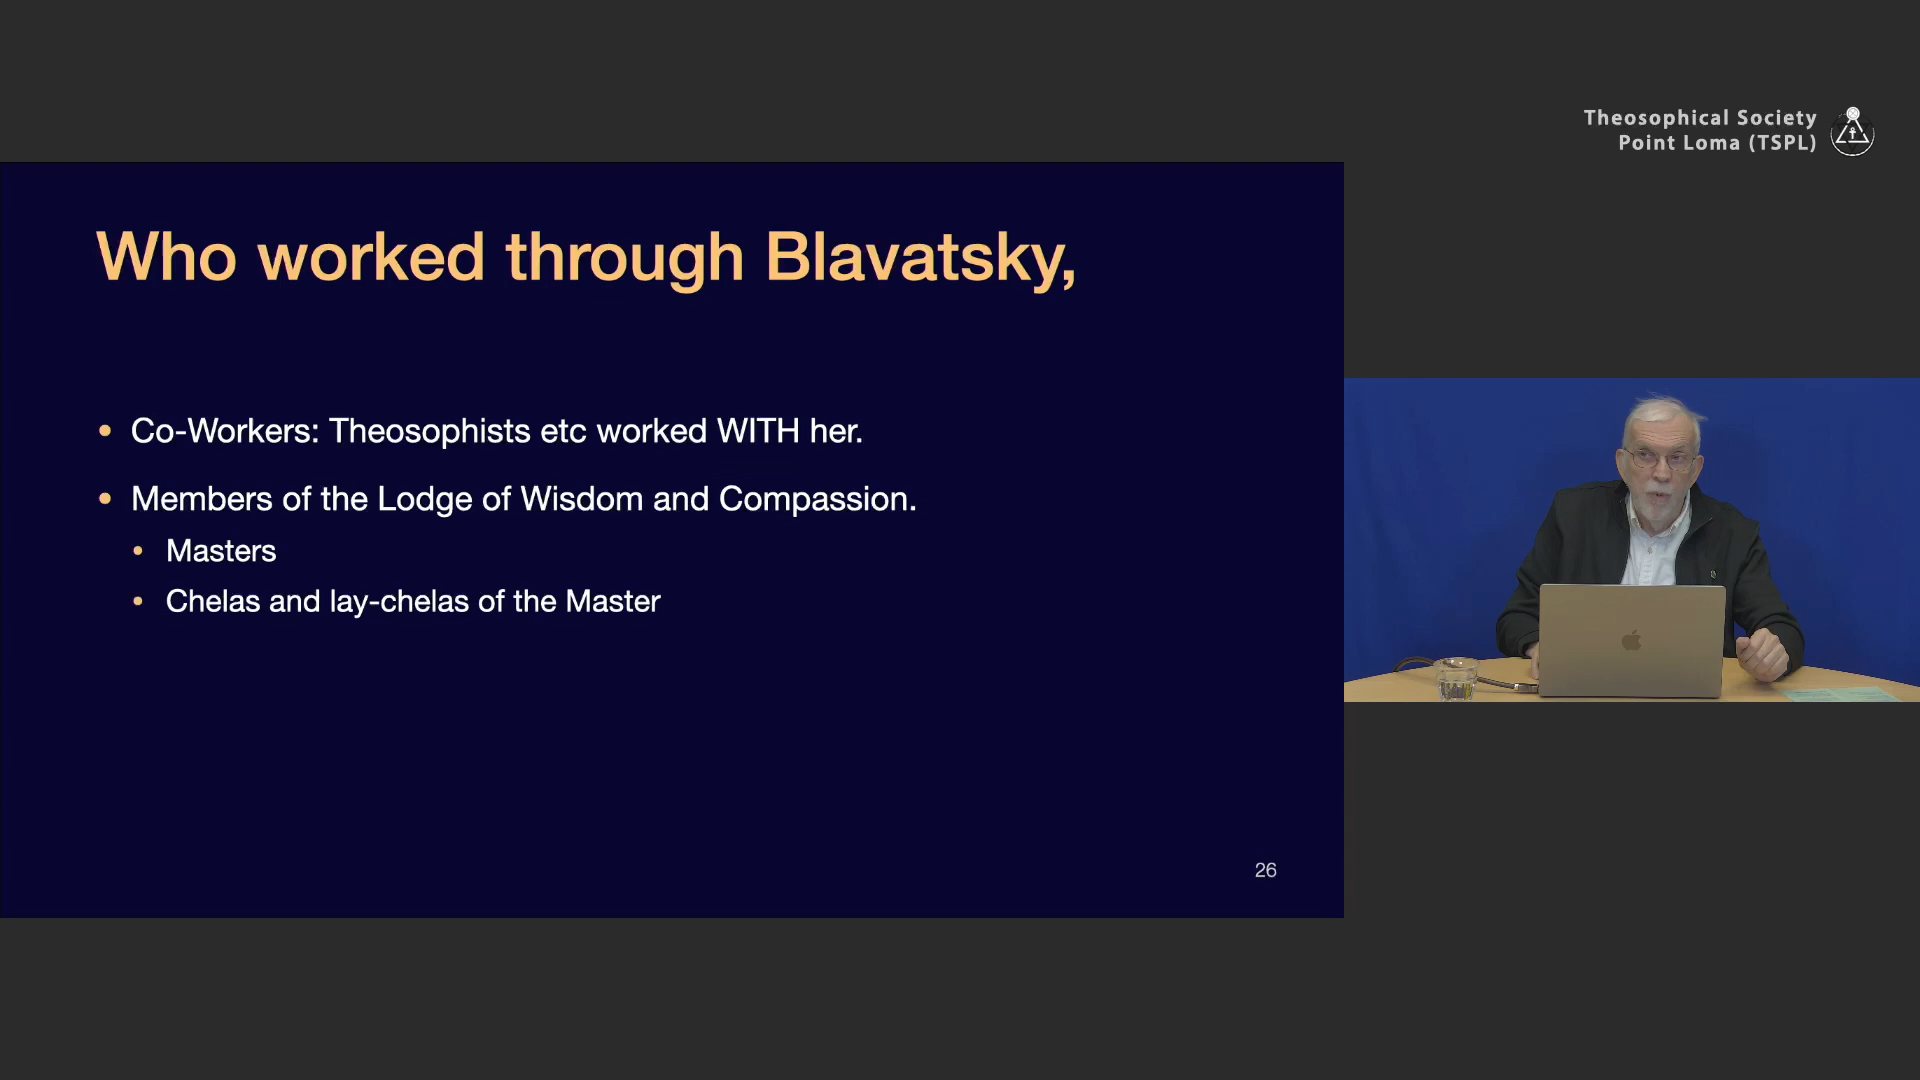 Theosophical Society
Point Loma (TSPL)
Who worked through Blavatsky,
• Co-Workers: Theosophists etc worked WITH her.
• Members of the Lodge of Wisdom and Compassion.
• Masters
• Chelas and lay-chelas of the Master
26